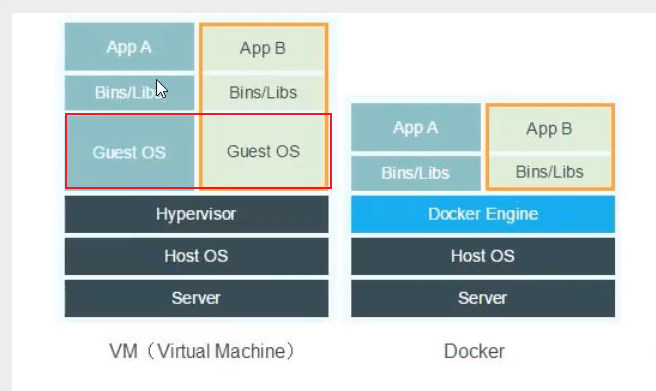 App A
App B
Bins/Libs
Bins/Libs
Guest OS
Guest OS
Hypervisor
Host OS
Server
VM（Virtual Machine）
App A
App B
Bins/Libs
Bins/Libs
Docker Engine
Host OS
Server
Docker